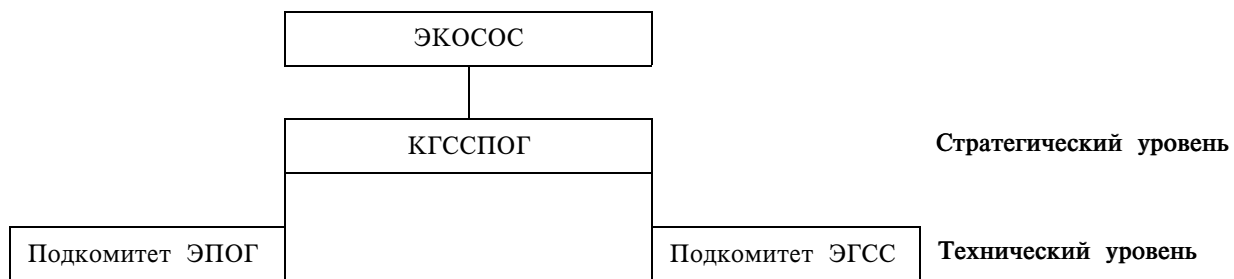 ЭКОСОС
КГССПОГ
Стратегический уровень
Подкомитет ЭПОГ
Подкомитет ЭГСС
Технический уровень